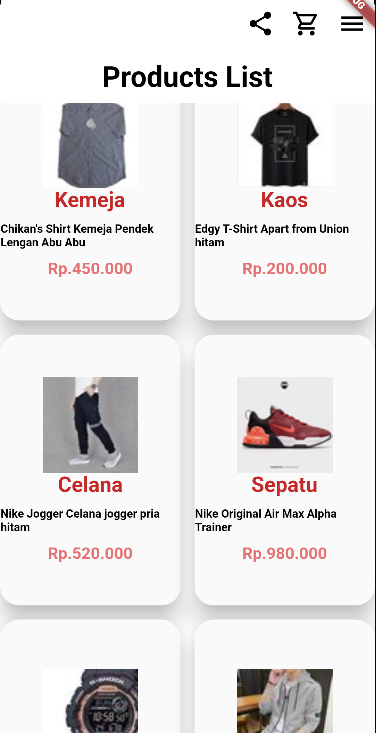 Products List
Kemeja
Chikan's Shirt Kemeja Pendek
Lengan Abu Abu
Rp.450.000
Kaos
Edgy T-Shirt Apart from Union
hitam
Rp.200.000
Celana
Nike Jogger Celana jogger pria
hitam
Rp.520.000
Sepatu
Nike Original Air Max Alpha
Trainer
Rp.980.000
G-SHOCK